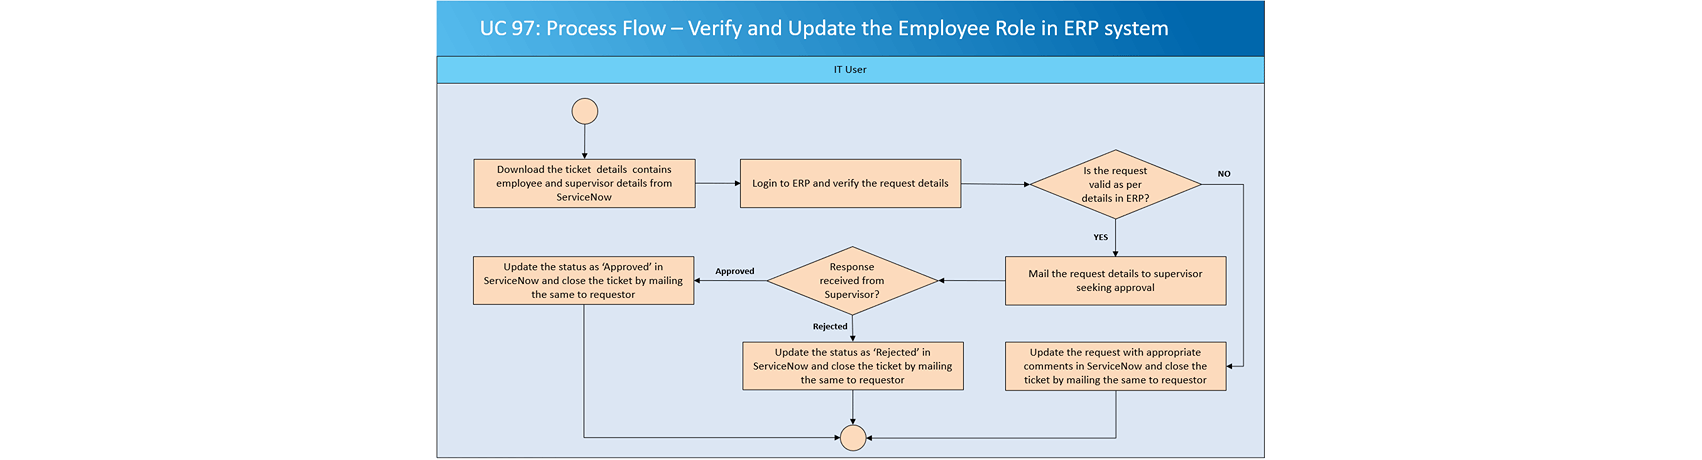 UC 97: Process Flow – Verify and Update the Employee Role in ERP system
IT User
Download the ticket details contains
employee and supervisor details from
ServiceNow
Login to ERP and verify the request details
Is the request
valid as per
details in ERP?
NO
YES
Mail the request details to supervisor
seeking approval
Response
received from
Supervisor?
Approved
Update the status as ‘Approved’ in
ServiceNow and close the ticket by mailing
the same to requestor
Rejected
Update the status as ‘Rejected’ in
ServiceNow and close the ticket by mailing
the same to requestor
Update the request with appropriate
comments in ServiceNow and close the
ticket by mailing the same to requestor